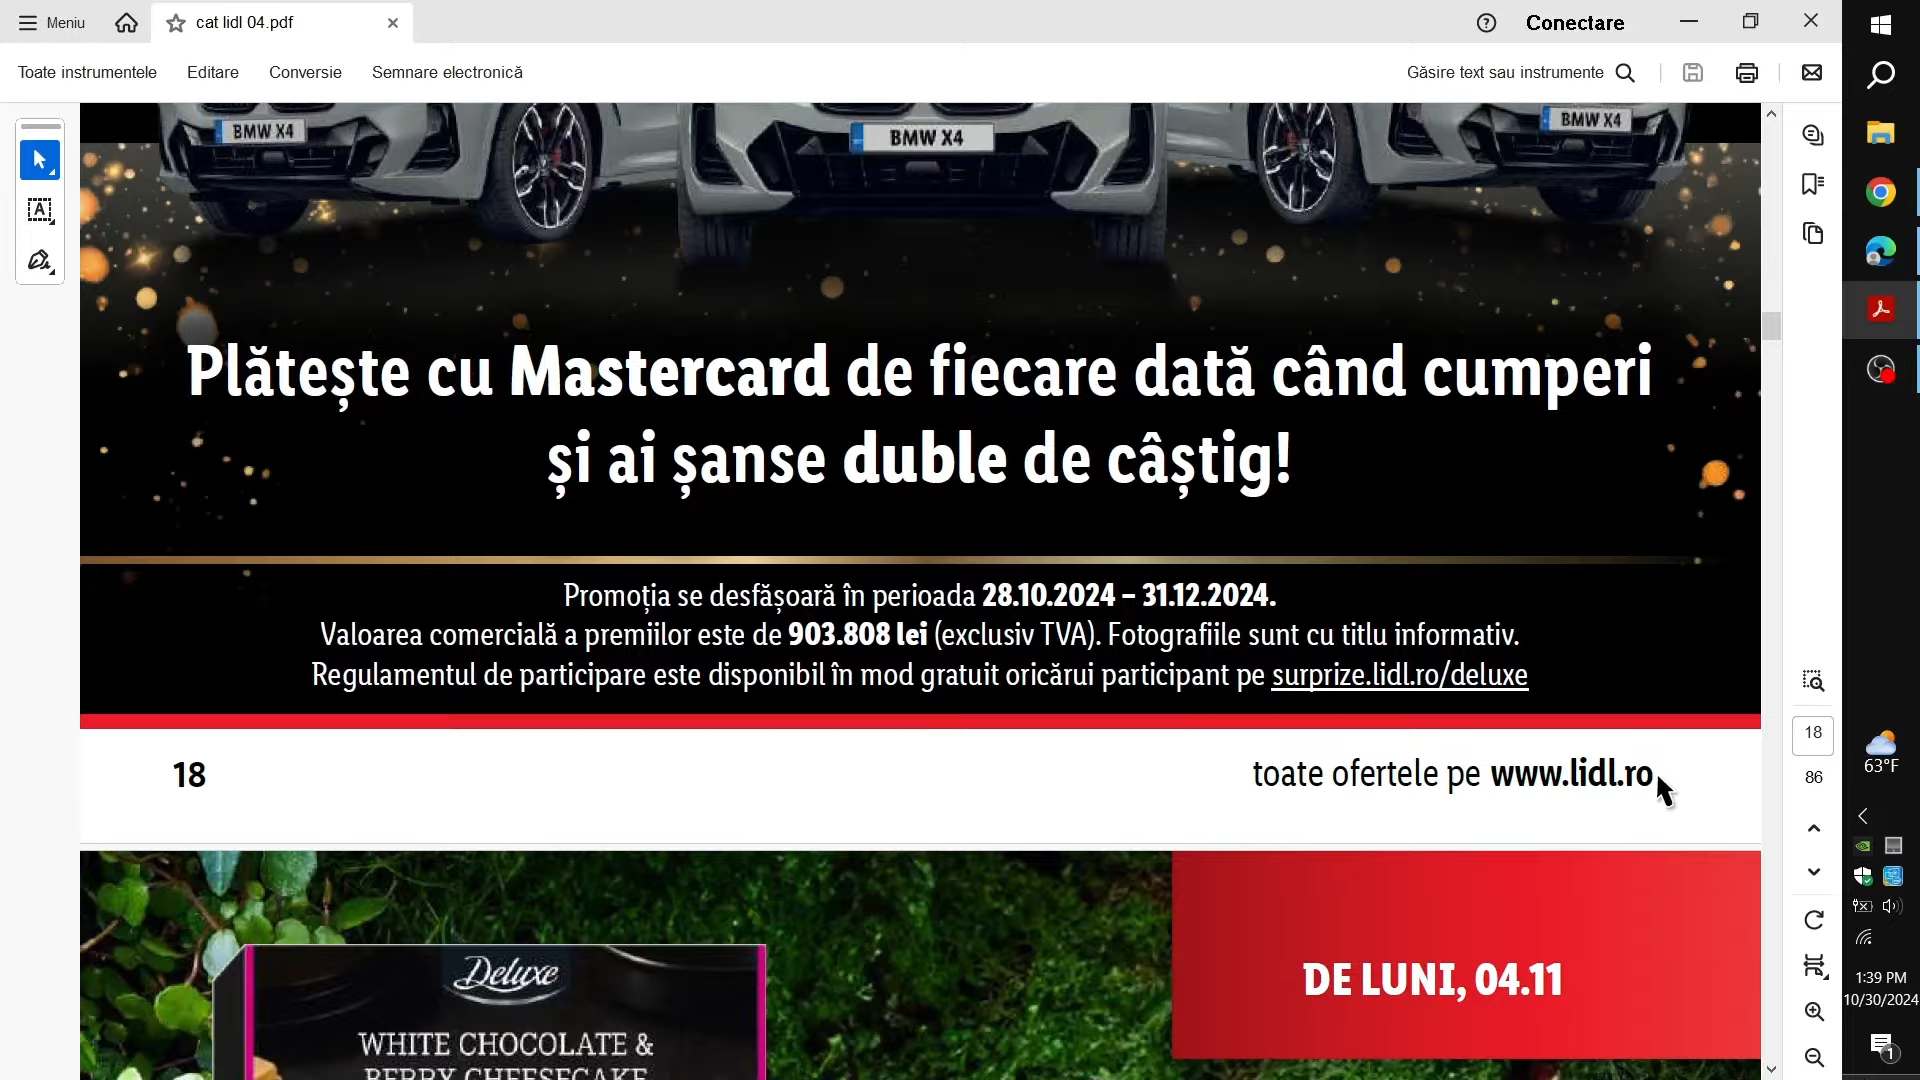 Meniu
cat lidl 04.pdf
Conectare
Toate instrumentele
Editare
Conversie
Semnare electronică
Găsire text sau instrumente
BMW X4
BMW X4
BMW X4
Plătește cu Mastercard de fiecare dată când cumperi
și ai șanse duble de câștig!
Promoția se desfășoară în perioada 28.10.2024 – 31.12.2024.
Valoarea comercială a premiilor este de 903.808 lei (exclusiv TVA). Fotografiile sunt cu titlu informativ.
Regulamentul de participare este disponibil în mod gratuit oricărui participant pe surprize.lidl.ro/deluxe
18
toate ofertele pe www.lidl.ro
Deluxe
WHITE CHOCOLATE &
BERRY CHEESECAKE
DE LUNI, 04.11
18
86
63°F
1:39 PM
10/30/2024
1